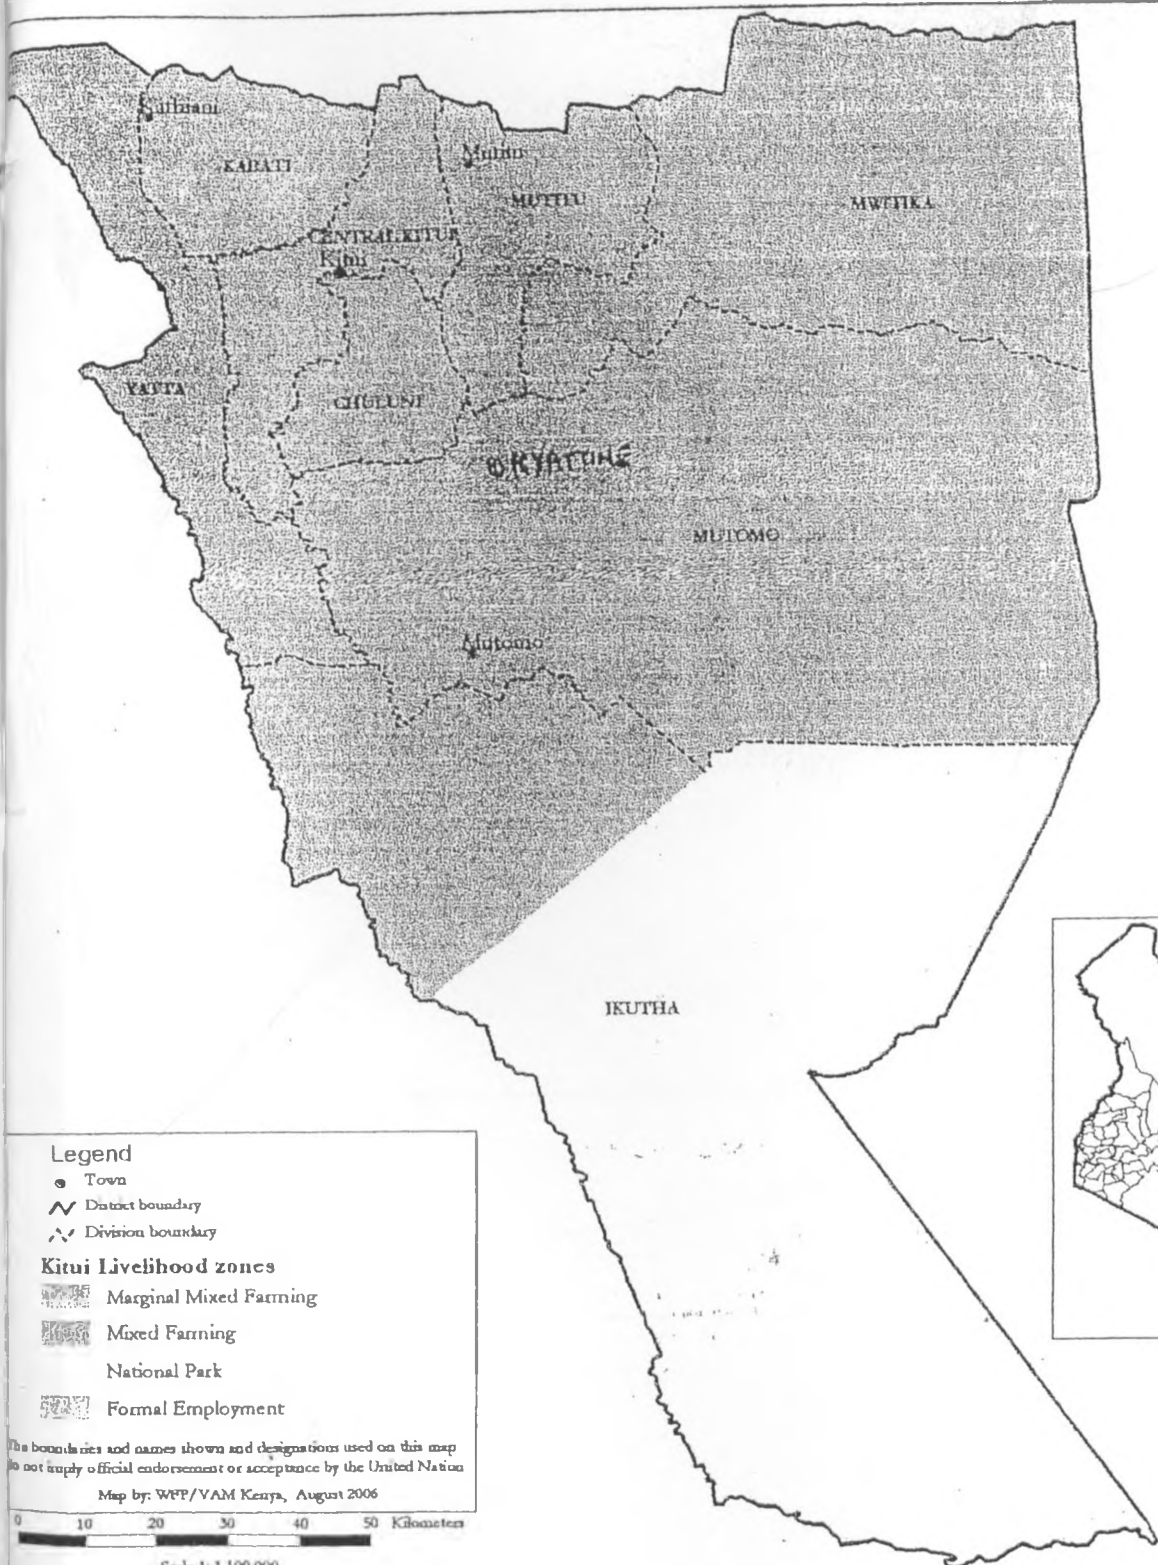 KABATI
Mutitu
MUTITU
MWITIKA
CENTRAL KITUI
Kitui
YATTA
CHULUNI
KYATUNE
MUTOMO
Mutomo
IKUTHA
Legend
Town
District boundary
Division boundary
Kitui Livelihood zones
Marginal Mixed Farming
Mixed Farming
National Park
Formal Employment
The boundaries and names shown and designations used on this map
do not imply official endorsement or acceptance by the United Nation
Map by: WFP/VAM Kenya, August 2006
0 10 20 30 40 50 Kilometers